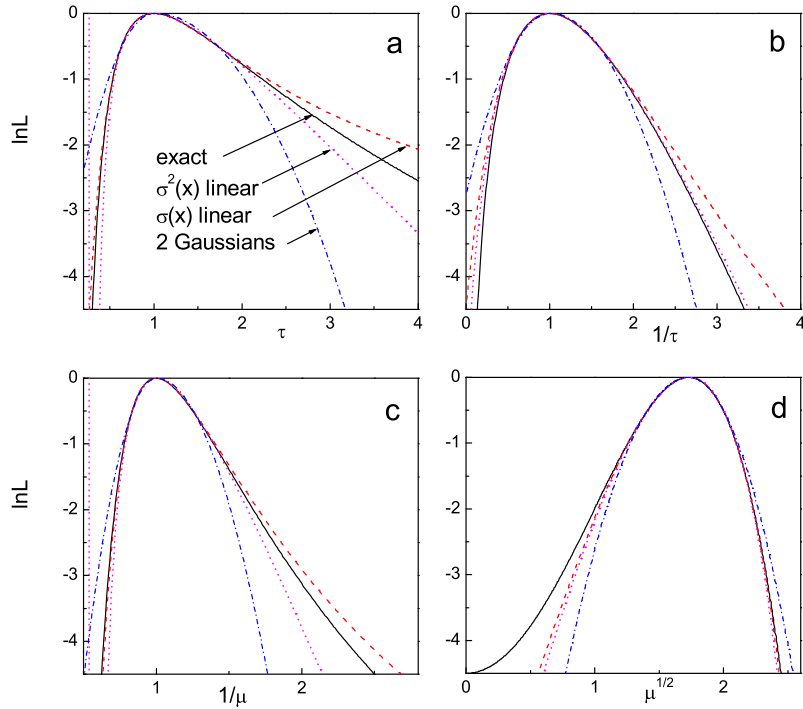 a
0
-1
-2
-3
-4
lnL
exact
σ²(x) linear
σ(x) linear
2 Gaussians
1 2 3 4
τ
b
0
-1
-2
-3
-4
0 1 2 3 4
1/τ
c
0
-1
-2
-3
-4
lnL
1 2
1/μ
d
0
-1
-2
-3
-4
0 1 2
μ^1/2